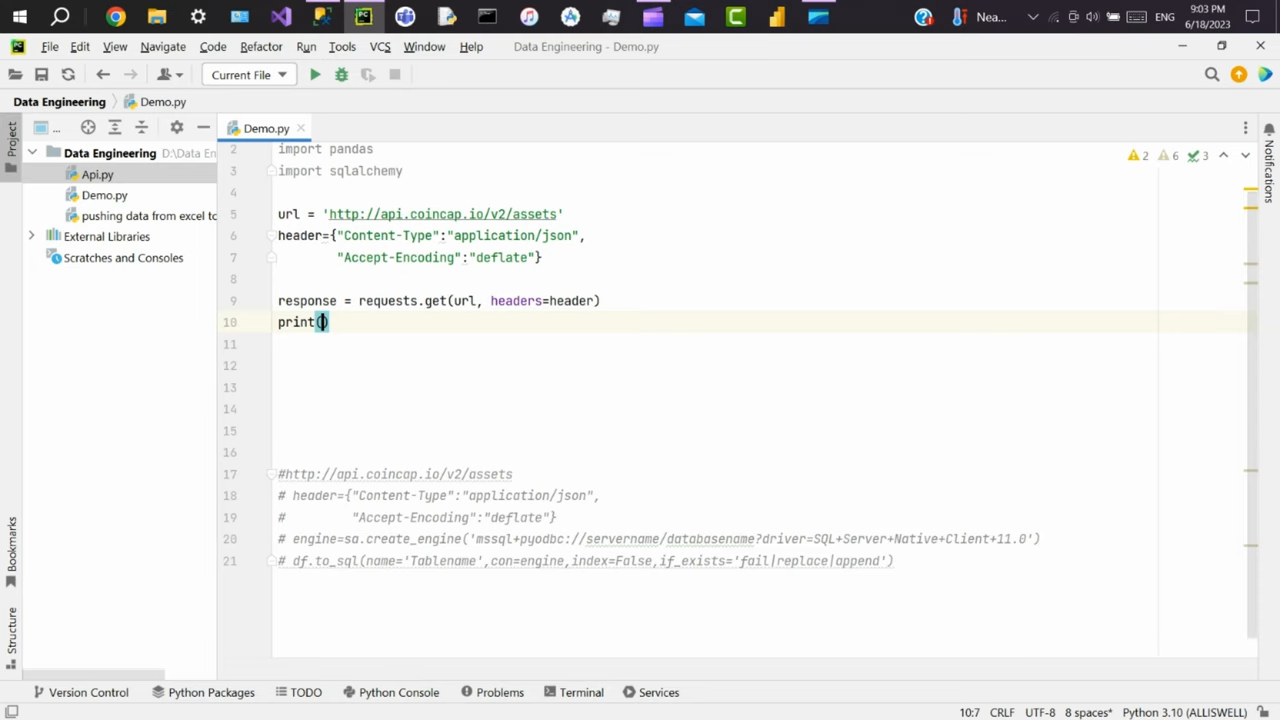 9:03 PM
Nea...
ENG
6/18/2023
File Edit View Navigate Code Refactor Run Tools VCS Window Help Data Engineering - Demo.py
Current File
Data Engineering Demo.py
Project
...
Demo.py
Notifications
Data Engineering D:\Data En
Api.py
Demo.py
pushing data from excel to
External Libraries
Scratches and Consoles
2 6 3
2 import pandas
3 import sqlalchemy
4
5 url = 'http://api.coincap.io/v2/assets'
6 header={"Content-Type":"application/json",
7 "Accept-Encoding":"deflate"}
8
9 response = requests.get(url, headers=header)
10 print()
11
12
13
14
15
16
17 #http://api.coincap.io/v2/assets
18 # header={"Content-Type":"application/json",
19 # "Accept-Encoding":"deflate"}
20 # engine=sa.create_engine('mssql+pyodbc://servername/databasename?driver=SQL+Server+Native+Client+11.0')
21 # df.to_sql(name='Tablename',con=engine,index=False,if_exists='fail|replace|append')
Bookmarks
Structure
Version Control Python Packages TODO Python Console Problems Terminal Services
10:7 CRLF UTF-8 8 spaces* Python 3.10 (ALLISWELL)